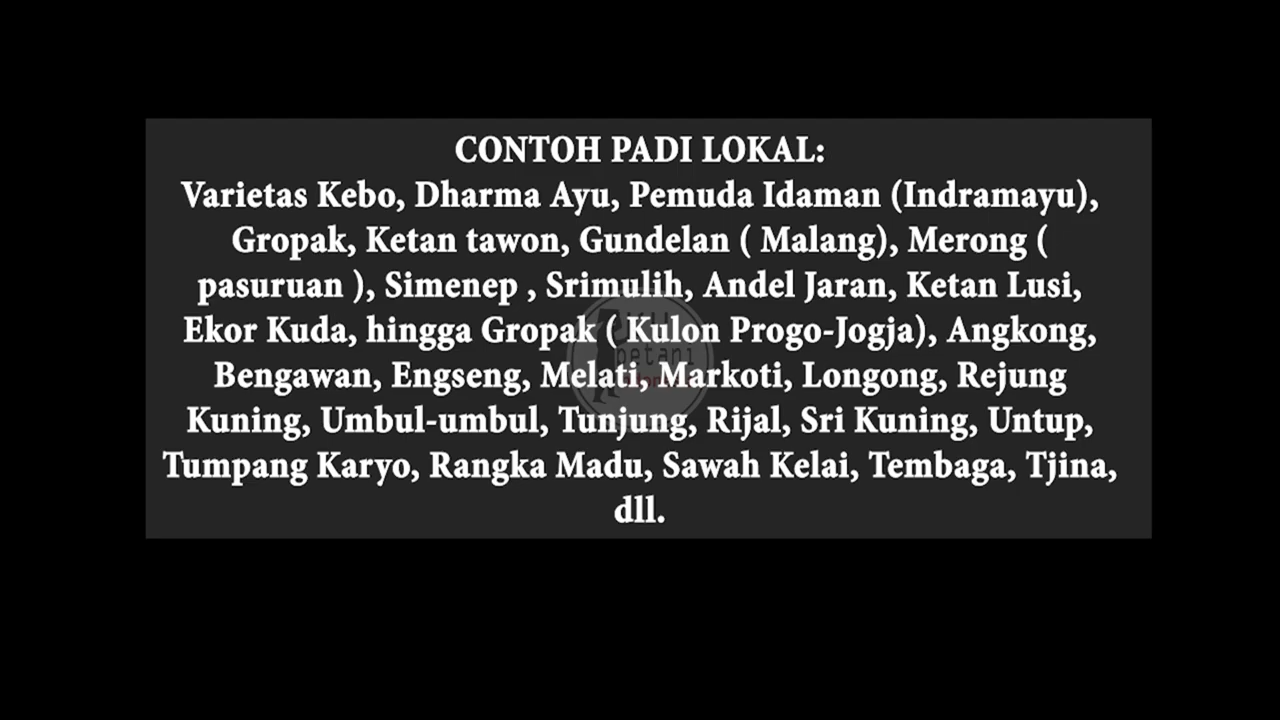 CONTOH PADI LOKAL:
Varietas Kebo, Dharma Ayu, Pemuda Idaman (Indramayu),
Gropak, Ketan tawon, Gundelan ( Malang), Merong (
pasuruan ), Simenep , Srimulih, Andel Jaran, Ketan Lusi,
Ekor Kuda, hingga Gropak ( Kulon Progo-Jogja), Angkong,
petani
Bengawan, Engseng, Melati, Markoti, Longong, Rejung
Kuning, Umbul-umbul, Tunjung, Rijal, Sri Kuning, Untup,
Tumpang Karyo, Rangka Madu, Sawah Kelai, Tembaga, Tjina,
dll.